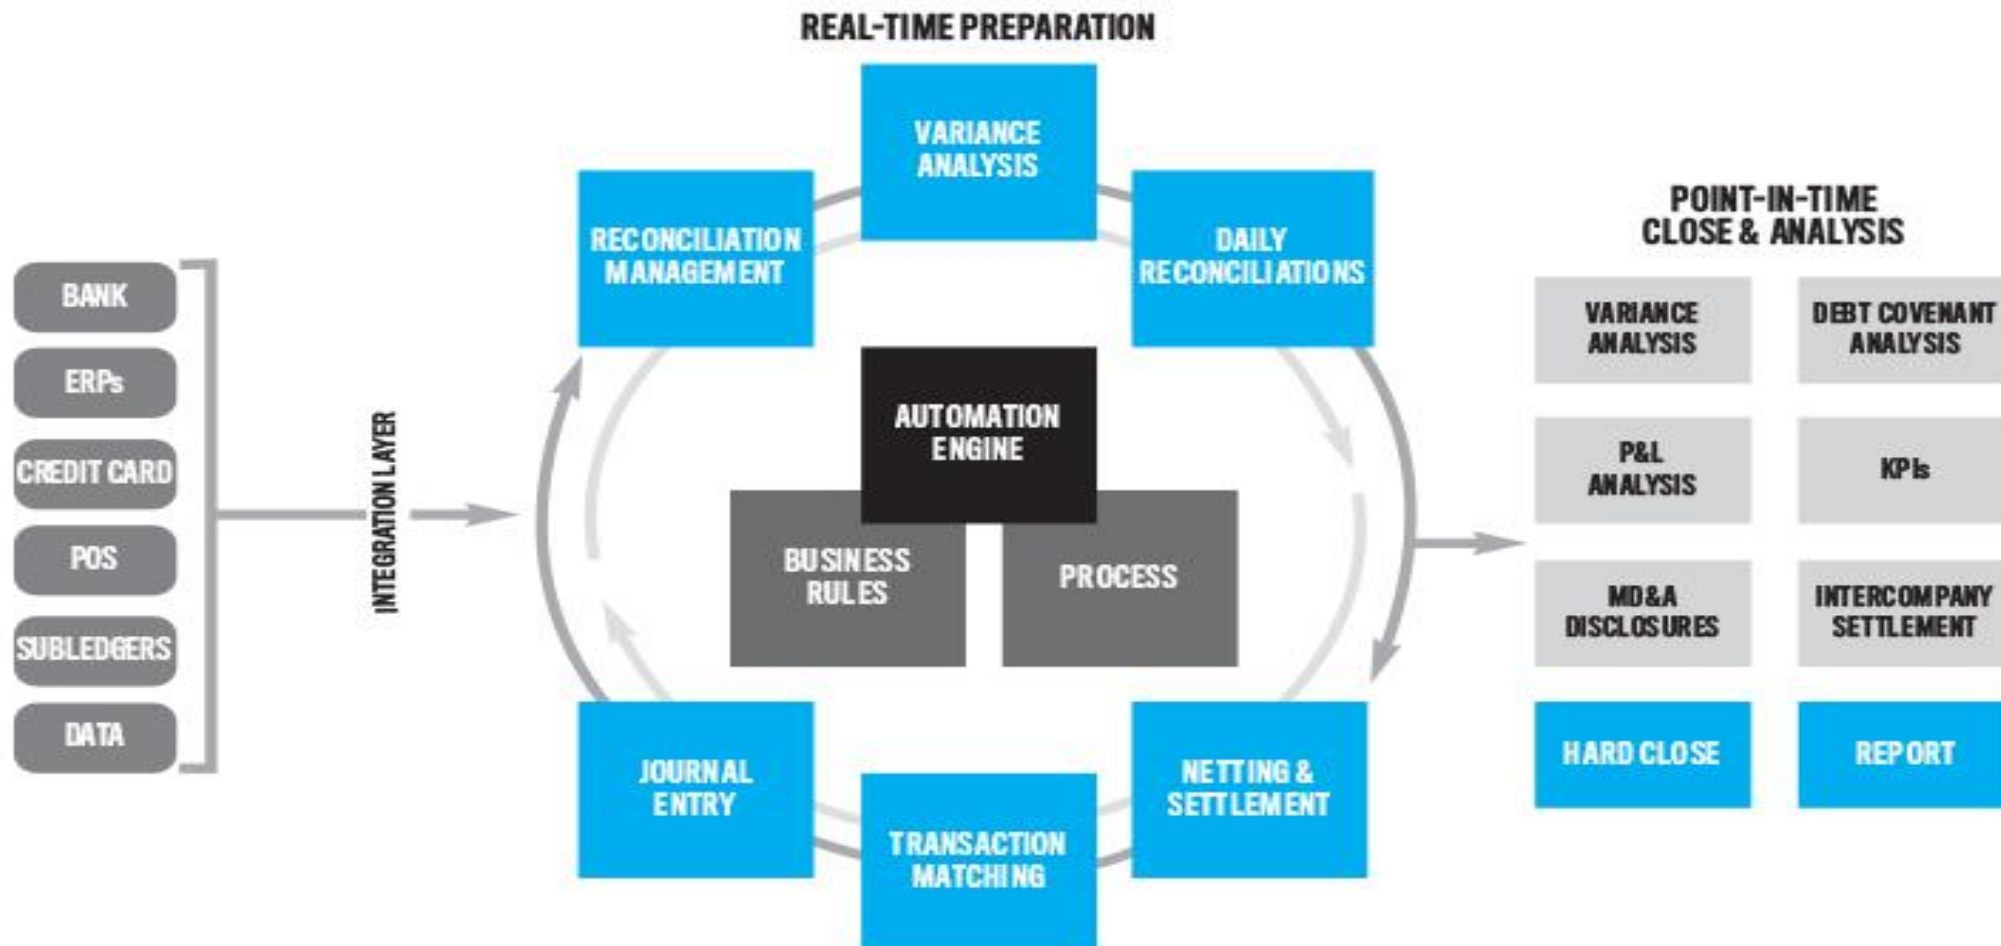 REAL-TIME PREPARATION
VARIANCE
ANALYSIS
RECONCILIATION
MANAGEMENT
DAILY
RECONCILIATIONS
BANK
ERPs
CREDIT CARD
POS
SUBLEDGERS
DATA
INTEGRATION LAYER
AUTOMATION
ENGINE
BUSINESS
RULES
PROCESS
JOURNAL
ENTRY
TRANSACTION
MATCHING
NETTING &
SETTLEMENT
POINT-IN-TIME
CLOSE & ANALYSIS
VARIANCE
ANALYSIS
DEBT COVENANT
ANALYSIS
P&L
ANALYSIS
KPIs
MD&A
DISCLOSURES
INTERCOMPANY
SETTLEMENT
HARD CLOSE
REPORT